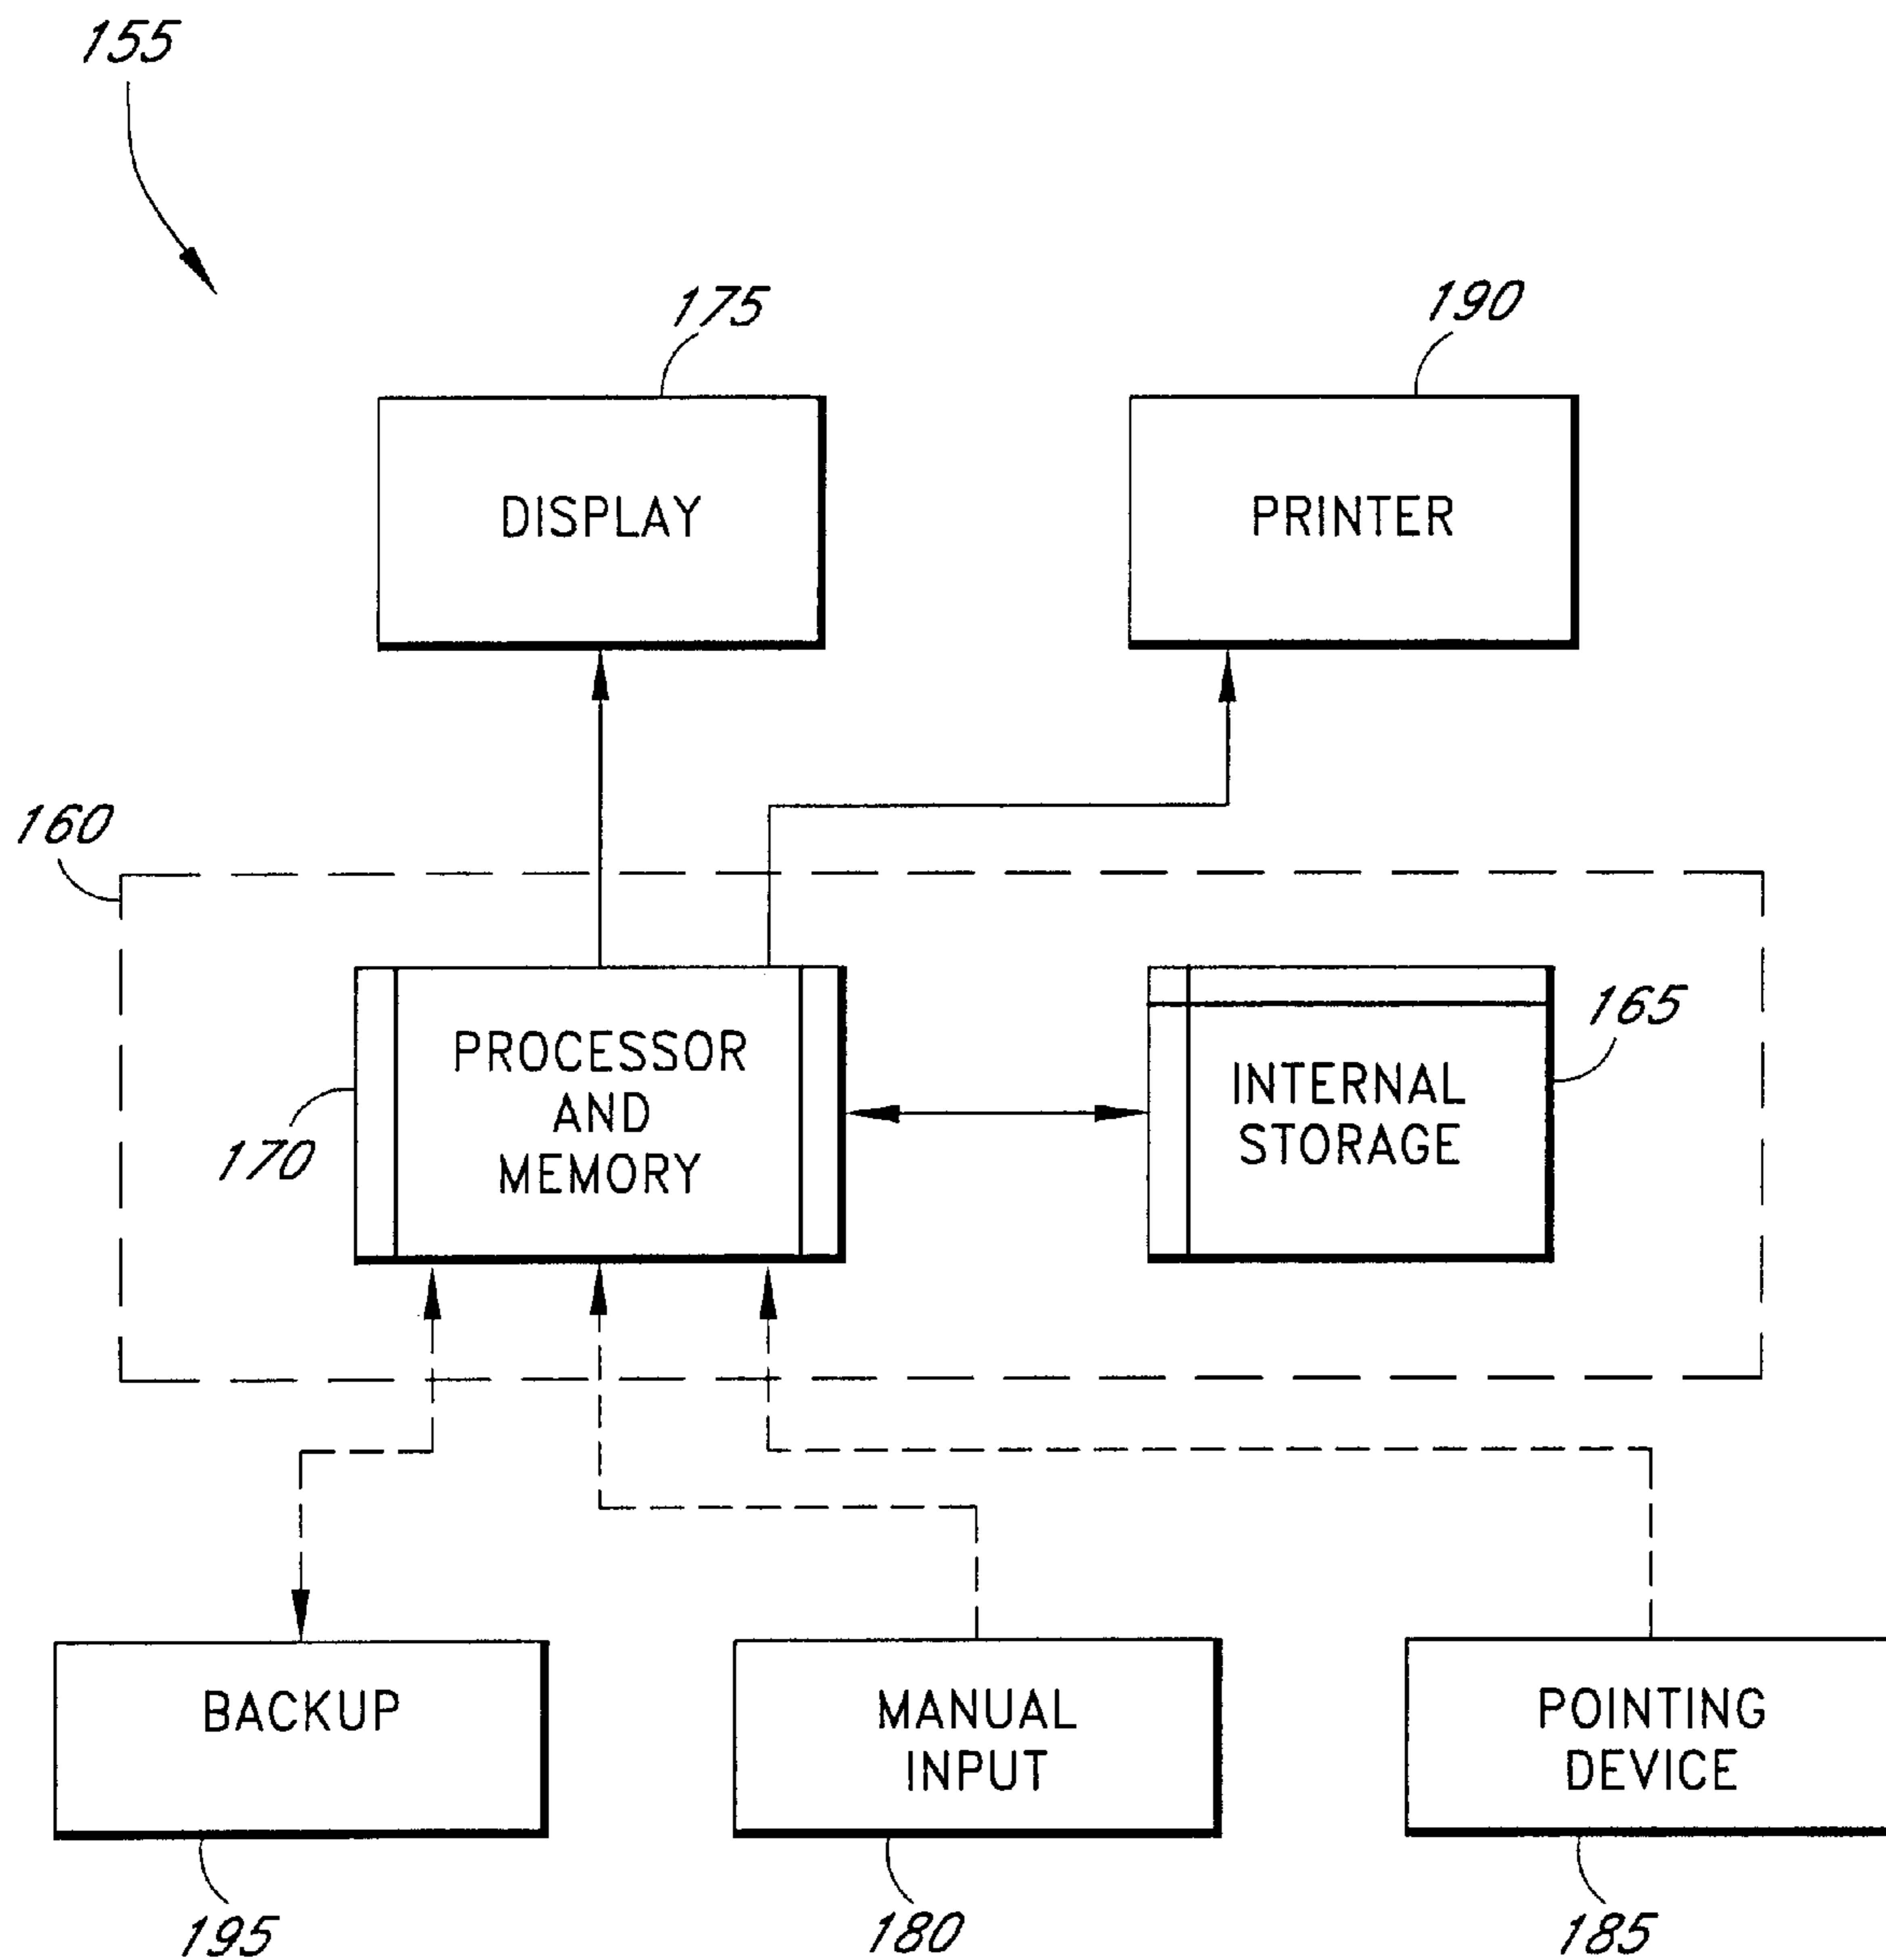 155
175
190
DISPLAY
PRINTER
160
PROCESSOR
AND
MEMORY
170
INTERNAL
STORAGE
165
BACKUP
MANUAL
INPUT
POINTING
DEVICE
195
180
185